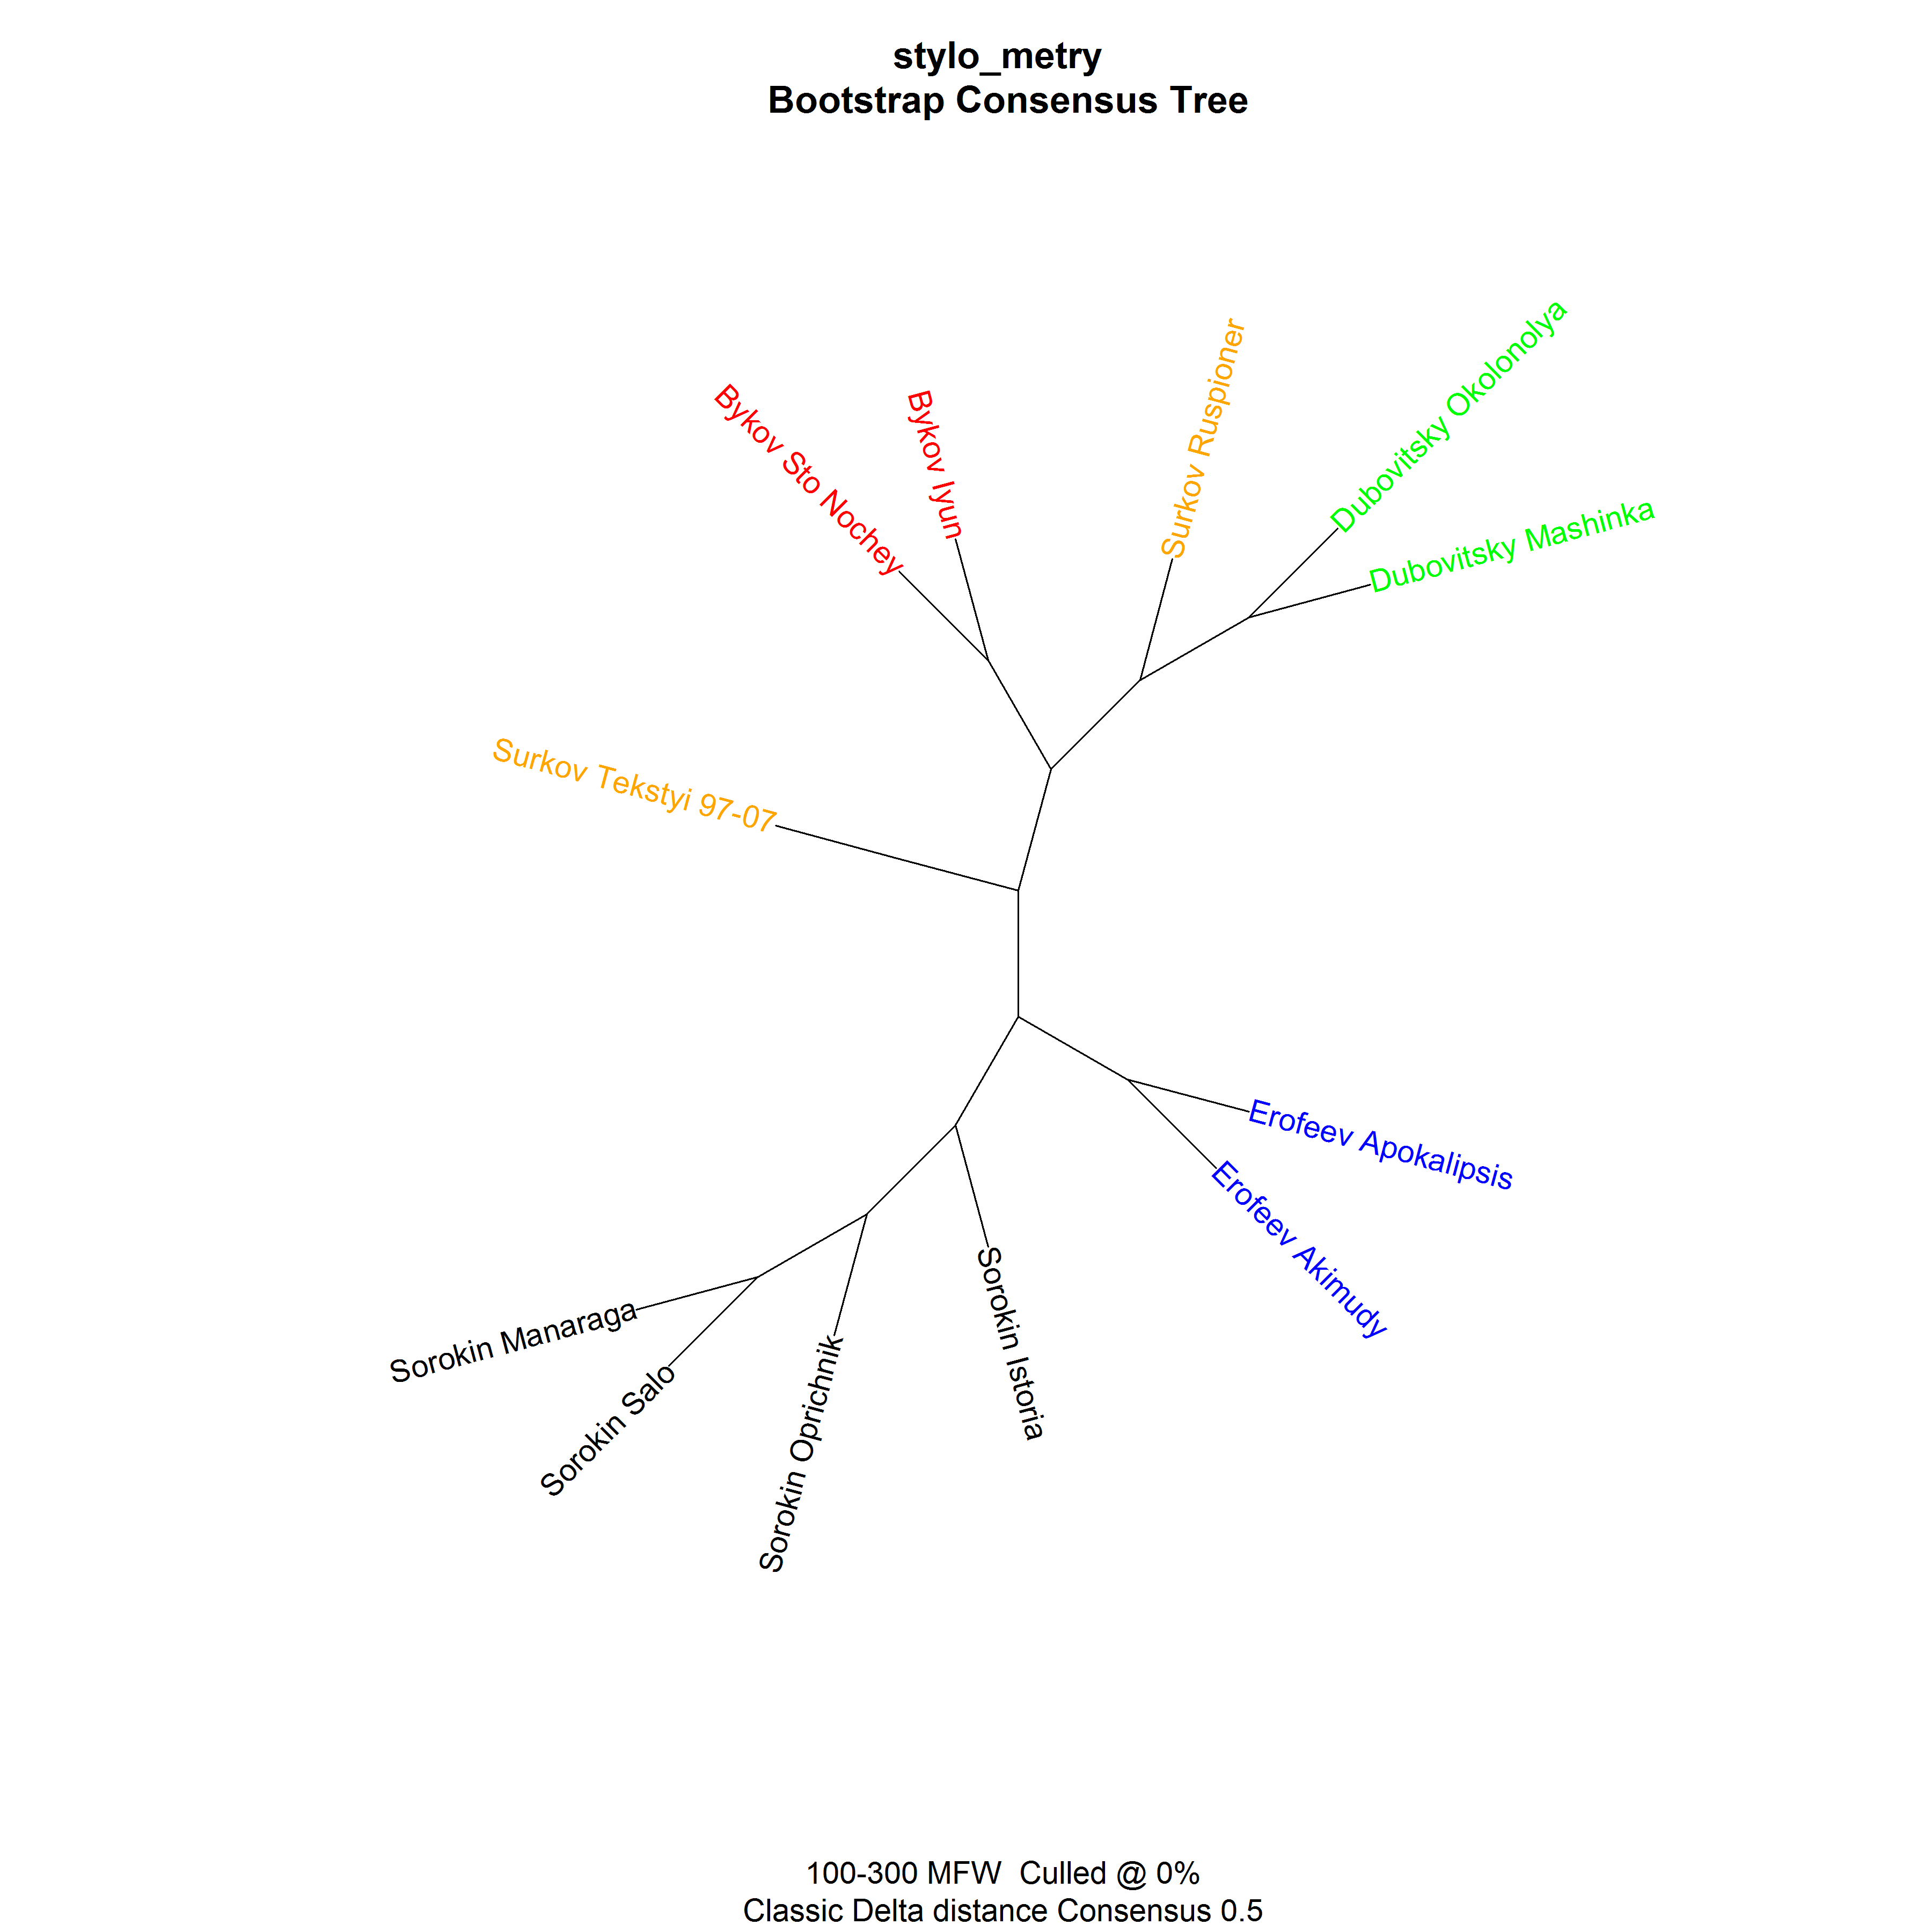 stylo_metry
Bootstrap Consensus Tree
Surkov Ruspioner
Dubovitsky Okolonolya
Bykov Sto Nochey
Bykov Iyun
Dubovitsky Mashinka
Surkov Tekstyi 97-07
Erofeev Apokalipsis
Erofeev Akimudy
Sorokin Istoria
Sorokin Manaraga
Sorokin Oprichnik
Sorokin Salo
100-300 MFW  Culled @ 0%
Classic Delta distance Consensus 0.5